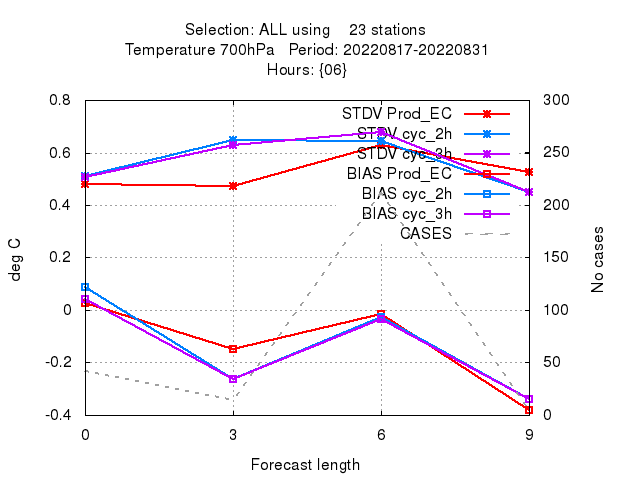 Selection: ALL using 23 stations
Temperature 700hPa Period: 20220817-20220831
Hours: {06}
0.8
0.6
0.4
0.2
0
-0.2
-0.4
300
250
200
150
100
50
0
STDV Prod_EC
STDV cyc_2h
STDV cyc_3h
BIAS Prod_EC
BIAS cyc_2h
BIAS cyc_3h
CASES
deg C
No cases
0 3 6 9
Forecast length